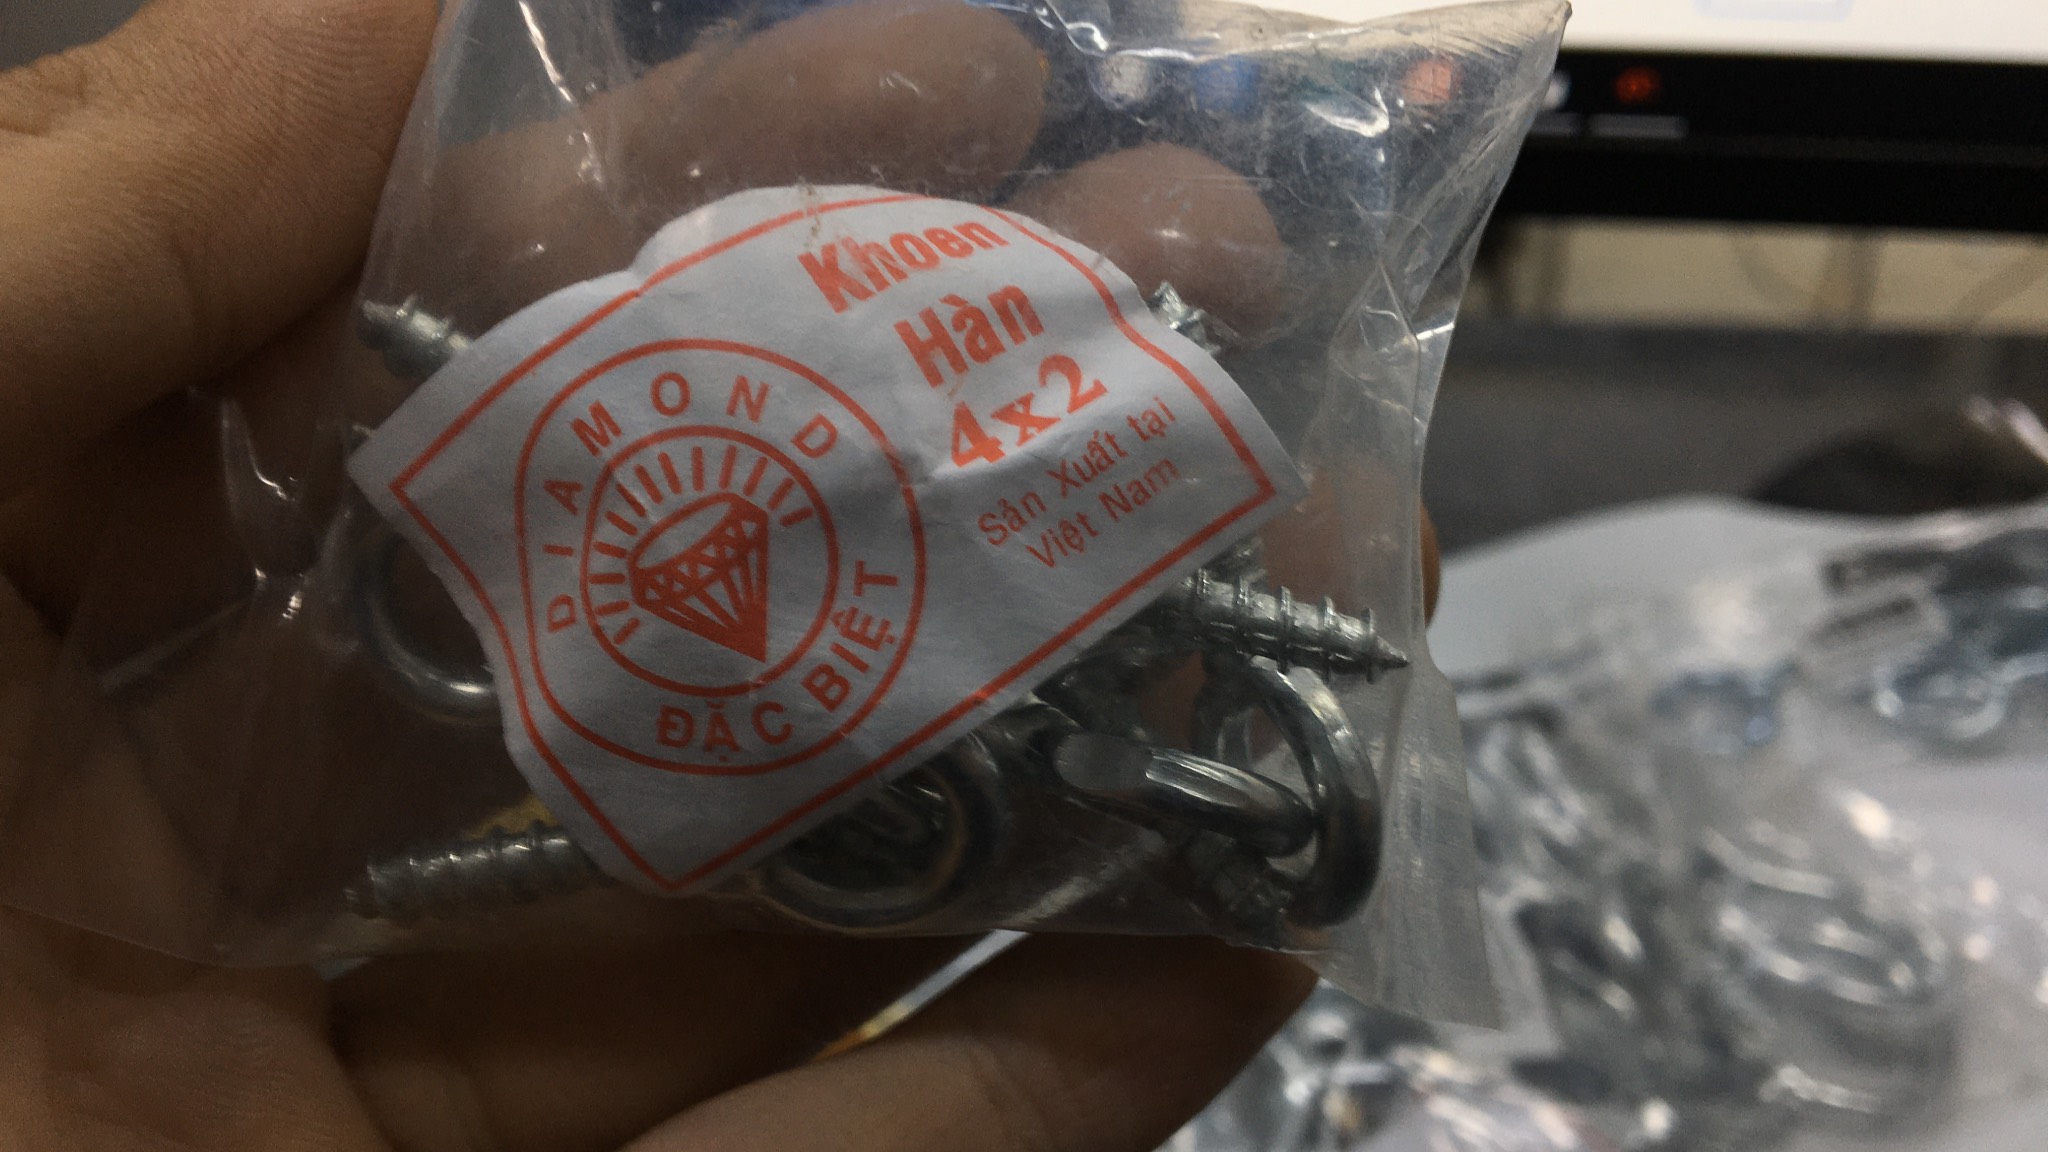 Khoen
Hàn
4x2
Sản Xuất tại
Việt Nam
DIAMOND
ĐẶC BIỆT